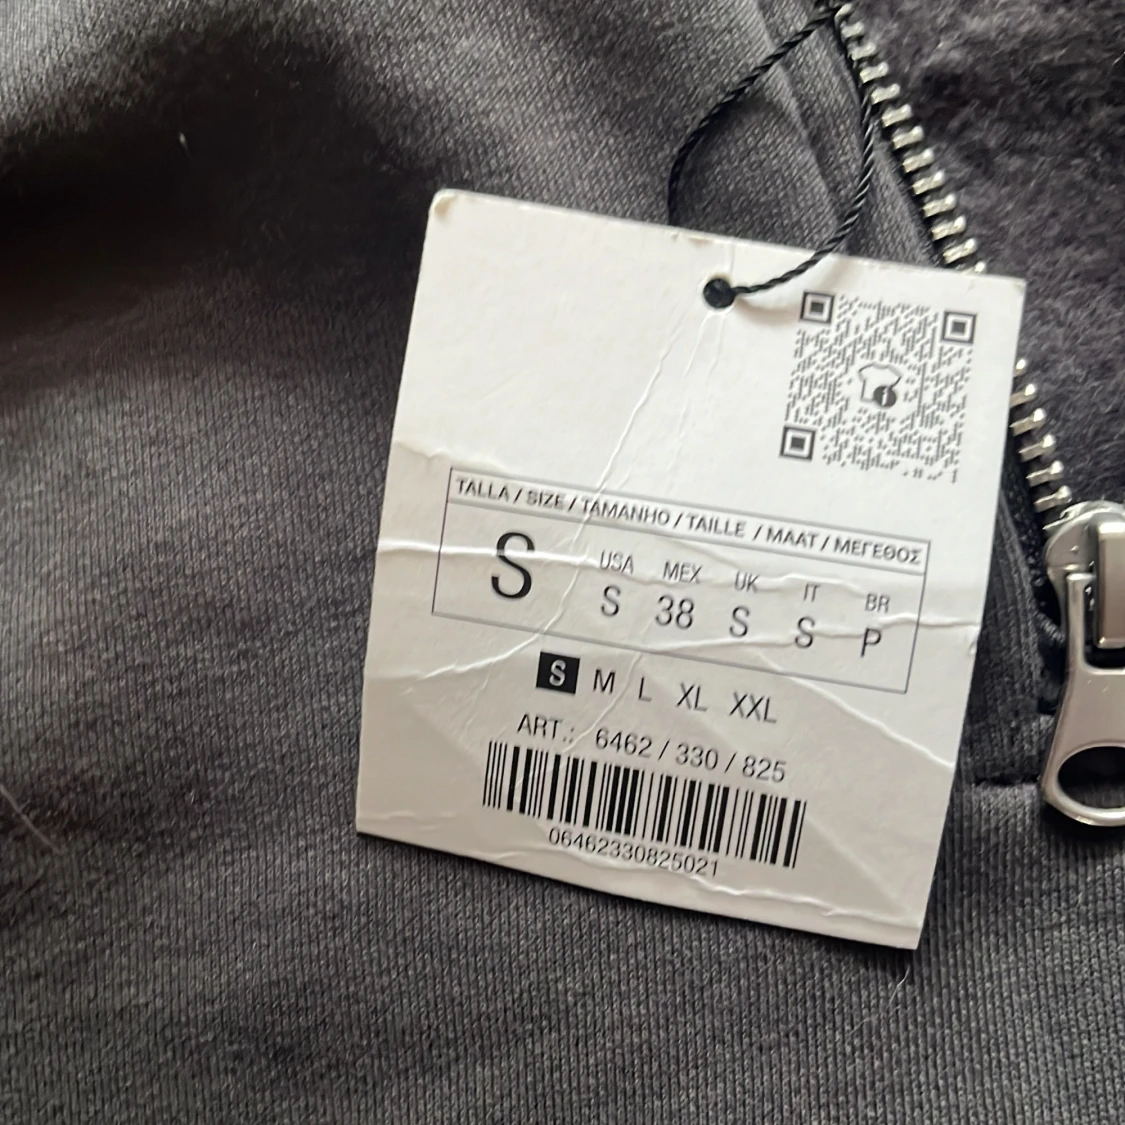 TALLA / SIZE / TAMANHO / TAILLE / MAAT / ΜΕΓΕΘΟΣ
S
USA MEX UK IT BR
S 38 S S P
S M L XL XXL
ART.: 6462 / 330 / 825
06462330825021